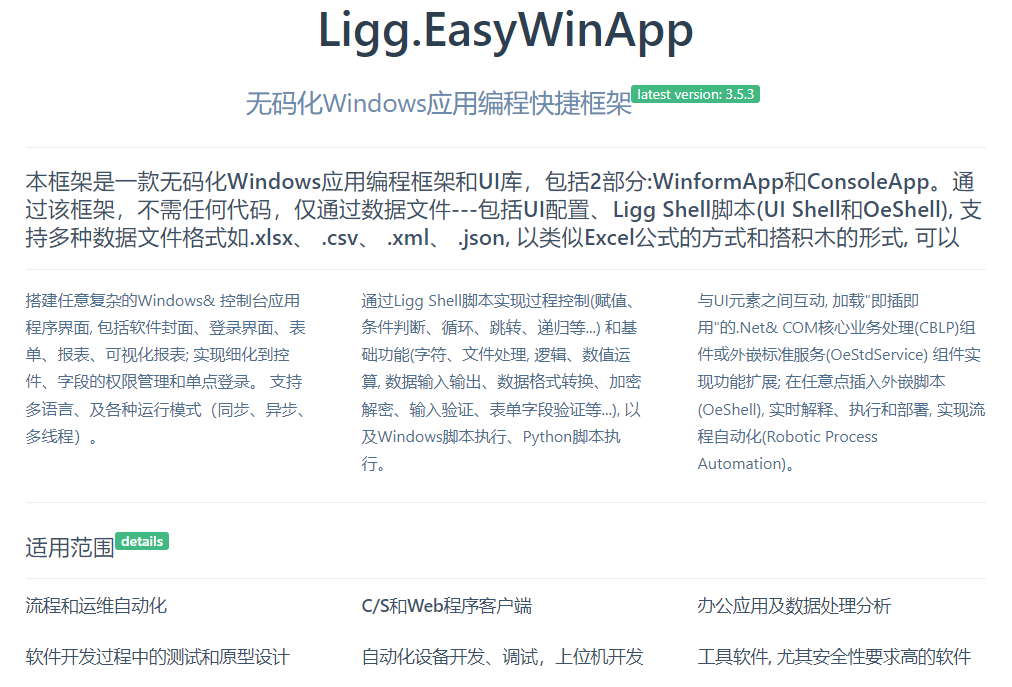 Ligg.EasyWinApp
无码化Windows应用编程快捷框架 latest version: 3.5.3
本框架是一款无码化Windows应用编程框架和UI库，包括2部分:WinformApp和ConsoleApp。通
过该框架，不需任何代码，仅通过数据文件---包括UI配置、Ligg Shell脚本(UI Shell和OeShell), 支
持多种数据文件格式如.xlsx、 .csv、 .xml、 .json, 以类似Excel公式的方式和搭积木的形式, 可以
搭建任意复杂的Windows& 控制台应用
程序界面, 包括软件封面、登录界面、表
单、报表、可视化报表; 实现细化到控
件、字段的权限管理和单点登录。 支持
多语言、及各种运行模式（同步、异步、
多线程）。
通过Ligg Shell脚本实现过程控制(赋值、
条件判断、循环、跳转、递归等...) 和基
础功能(字符、文件处理, 逻辑、数值运
算, 数据输入输出、数据格式转换、加密
解密、输入验证、表单字段验证等...), 以
及Windows脚本执行、Python脚本执
行。
与UI元素之间互动, 加载"即插即
用"的.Net& COM核心业务处理(CBLP)组
件或外嵌标准服务(OeStdService) 组件实
现功能扩展; 在任意点插入外嵌脚本
(OeShell), 实时解释、执行和部署, 实现流
程自动化(Robotic Process
Automation)。
适用范围 details
流程和运维自动化
C/S和Web程序客户端
办公应用及数据处理分析
软件开发过程中的测试和原型设计
自动化设备开发、调试，上位机开发
工具软件, 尤其安全性要求高的软件